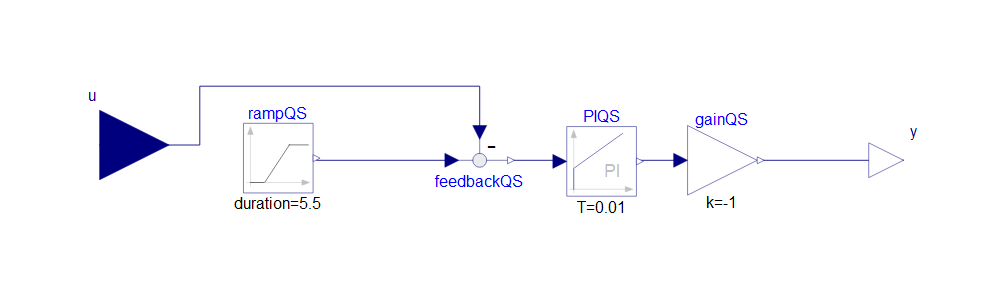 u
rampQS
duration=5.5
-
feedbackQS
PIQS
PI
T=0.01
gainQS
k=-1
y